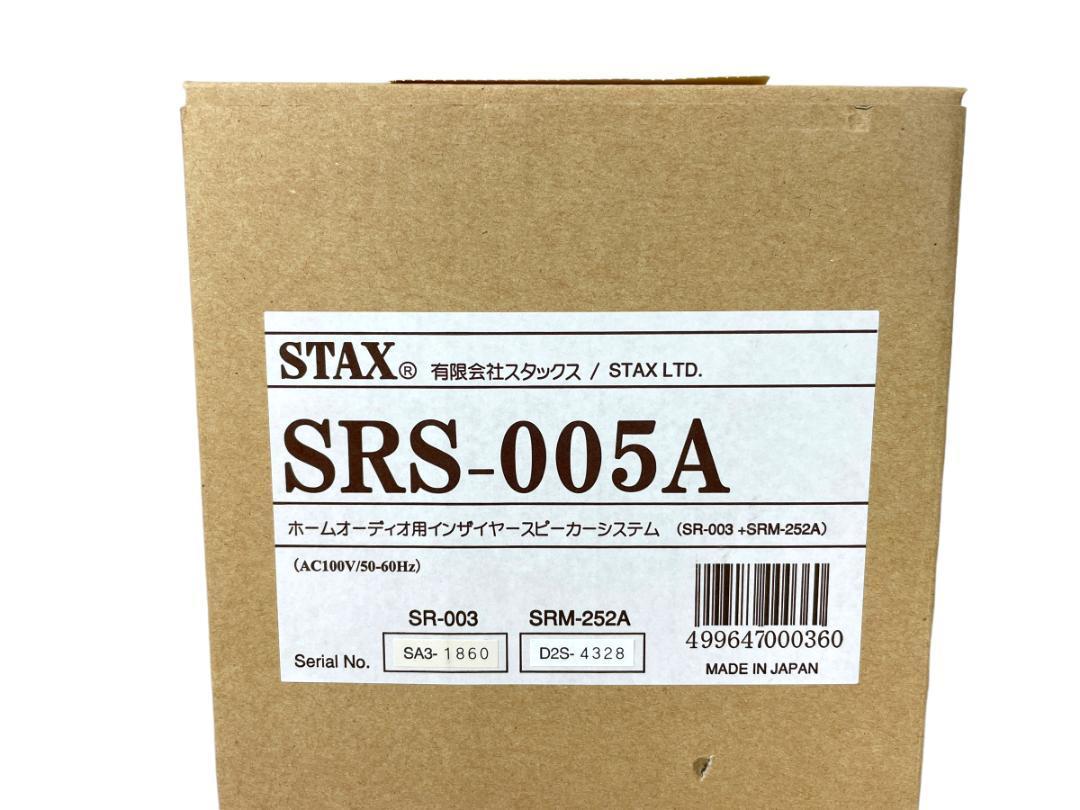 STAX® 有限会社スタックス / STAX LTD.
SRS-005A
ホームオーディオ用インザイヤースピーカーシステム (SR-003 +SRM-252A)
(AC100V/50-60Hz)
SR-003 SRM-252A
Serial No. SA3- 1860 D2S- 4328
499647000360
MADE IN JAPAN